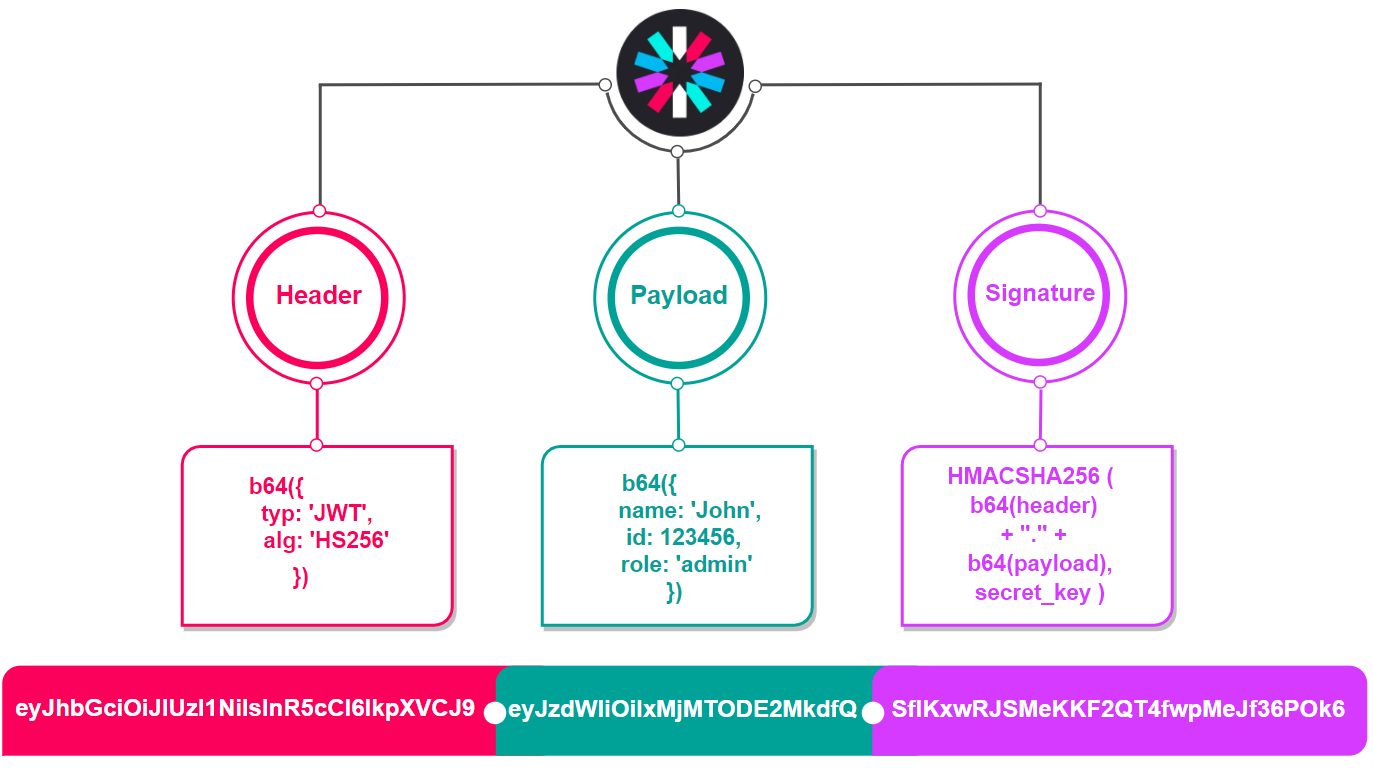 Header
Payload
Signature
b64({
typ: 'JWT',
alg: 'HS256'
})
b64({
name: 'John',
id: 123456,
role: 'admin'
})
HMACSHA256 (
b64(header)
+ "." +
b64(payload),
secret_key )
eyJhbGciOiJIUzI1NiIsInR5cCI6IkpXVCJ9
eyJzdWIiOiIxMjMTODE2MkdfQ
SflKxwRJSMeKKF2QT4fwpMeJf36POk6